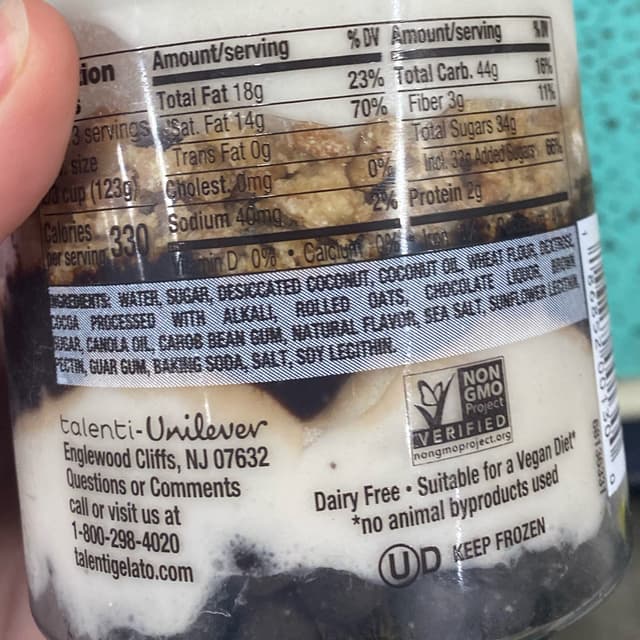 tion
Amount/serving % DV
Amount/serving
Total Fat 18g 23%
Total Carb. 44g 16%
3 servings
Sat. Fat 14g 70%
Fiber 3g 11%
size
Trans Fat 0g
Total Sugars 34g
cup (123g)
Cholest. 0mg 0%
Incl. 33g Added Sugars 66%
Calories
per serving 330
Sodium 40mg 2%
Protein 2g
D 0% • Calcium
INGREDIENTS: WATER, SUGAR, DESICCATED COCONUT, COCONUT OIL, WHEAT FLOUR, DEXTROSE,
COCOA PROCESSED WITH ALKALI, ROLLED OATS, CHOCOLATE LIQUOR, BROWN
SUGAR, CANOLA OIL, CAROB BEAN GUM, NATURAL FLAVOR, SEA SALT, SUNFLOWER LECITHIN,
PECTIN, GUAR GUM, BAKING SODA, SALT, SOY LECITHIN.
talenti-Unilever
Englewood Cliffs, NJ 07632
Questions or Comments
call or visit us at
1-800-298-4020
talentigelato.com
NON
GMO
Project
VERIFIED
nongmoproject.org
Dairy Free • Suitable for a Vegan Diet*
*no animal byproducts used
UD KEEP FROZEN